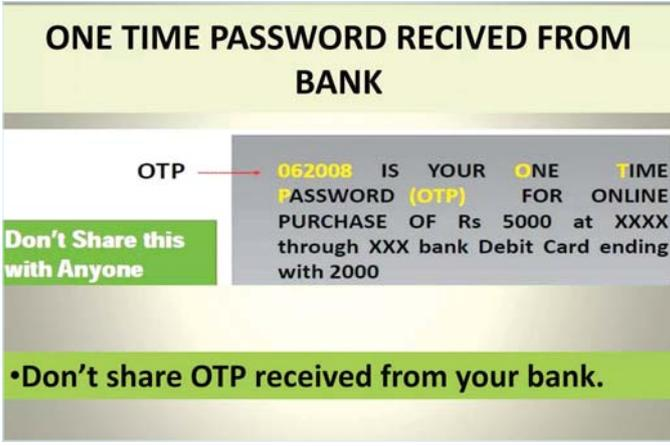 ONE TIME PASSWORD RECIVED FROM
BANK
OTP
062008 IS YOUR ONE TIME
PASSWORD (OTP) FOR ONLINE
PURCHASE OF Rs 5000 at XXXX
through XXX bank Debit Card ending
with 2000
Don't Share this
with Anyone
•Don't share OTP received from your bank.